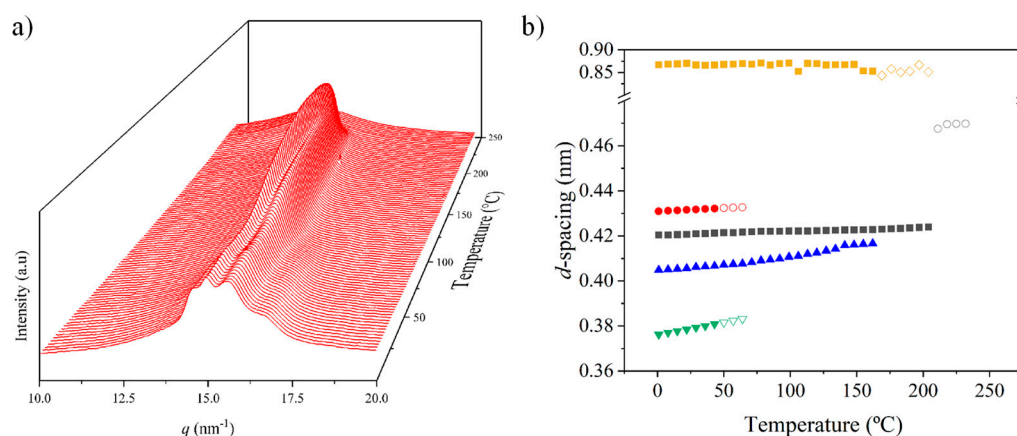 a)
Intensity (a.u)
10.0 12.5 15.0 17.5 20.0
q (nm⁻¹)
50
100
150
200
250
Temperature (ºC)
b)
d-spacing (nm)
0.90
0.85
0.46
0.44
0.42
0.40
0.38
0.36
0 50 100 150 200 250
Temperature (ºC)